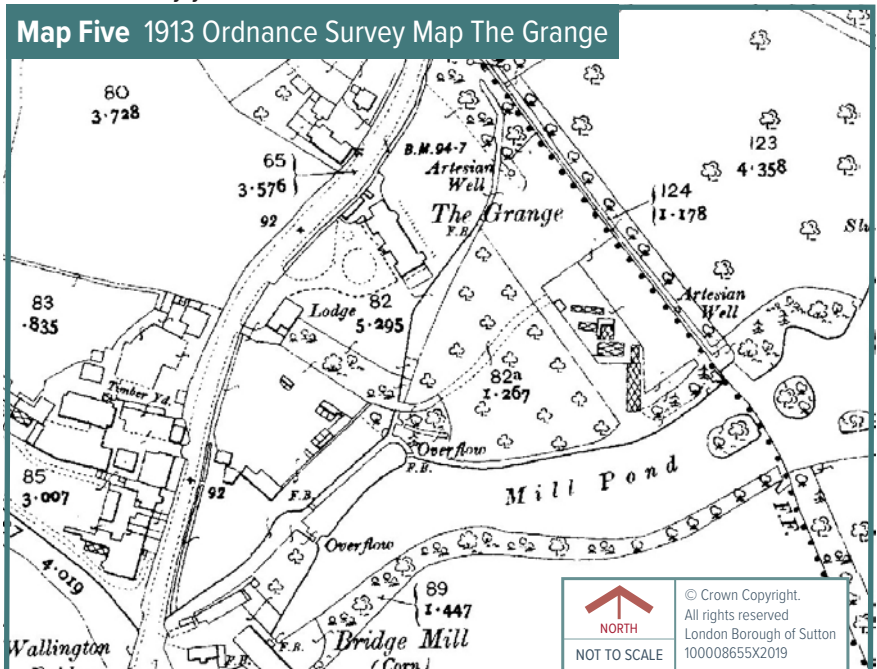 Map Five 1913 Ordnance Survey Map The Grange
80
3·728
65
3·576
B.M.94·7
Artesian
Well
123
4·358
124
1·178
92
The Grange
F.B.
83
·835
Lodge
82
5·295
Artesian
Well
Timber Yd.
82a
1·267
Overflow
F.B.
Mill Pond
85
3·007
92
F.B.
F.P.
Overflow
4·019
89
1·447
Wallington
F.B.
Bridge Mill
F.B.
(Corn)
NORTH
NOT TO SCALE
© Crown Copyright.
All rights reserved
London Borough of Sutton
100008655X2019